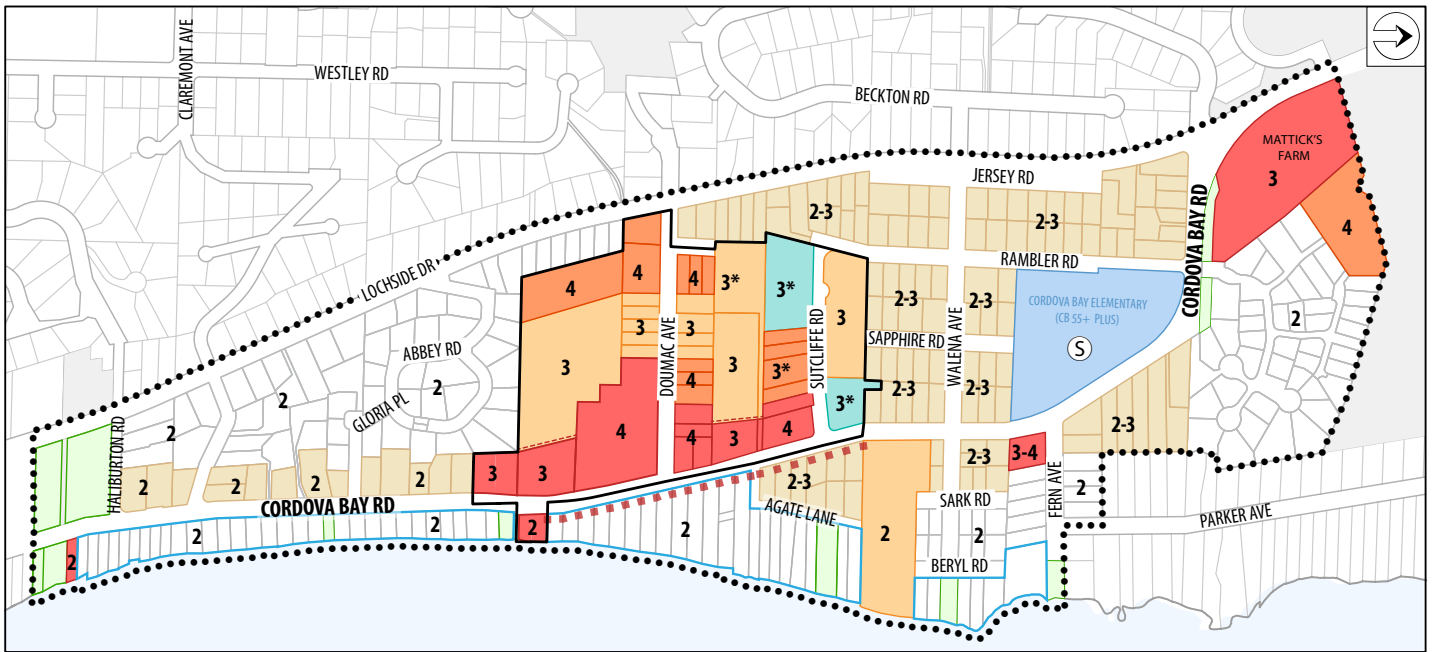 CLAREMONT AVE
WESTLEY RD
BECKTON RD
MATTICK'S
FARM
3
JERSEY RD
2-3
2-3
CORDOVA BAY RD
4
RAMBLER RD
LOCHSIDE DR
4
4
4
3*
3*
3
2-3
2-3
CORDOVA BAY ELEMENTARY
(CB 55+ PLUS)
S
2
3
3
DOUMAC AVE
SUTCLIFFE RD
SAPPHIRE RD
WALENA AVE
ABBEY RD
3
3
3*
4
2
2-3
2-3
2
GLORIA PL
3*
2-3
HALIBURTON RD
2
4
4
3
4
3-4
2-3
3
3
2
2
2
2
2-3
FERN AVE
2
CORDOVA BAY RD
AGATE LANE
SARK RD
PARKER AVE
2
2
2
2
2
2
BERYL RD
2